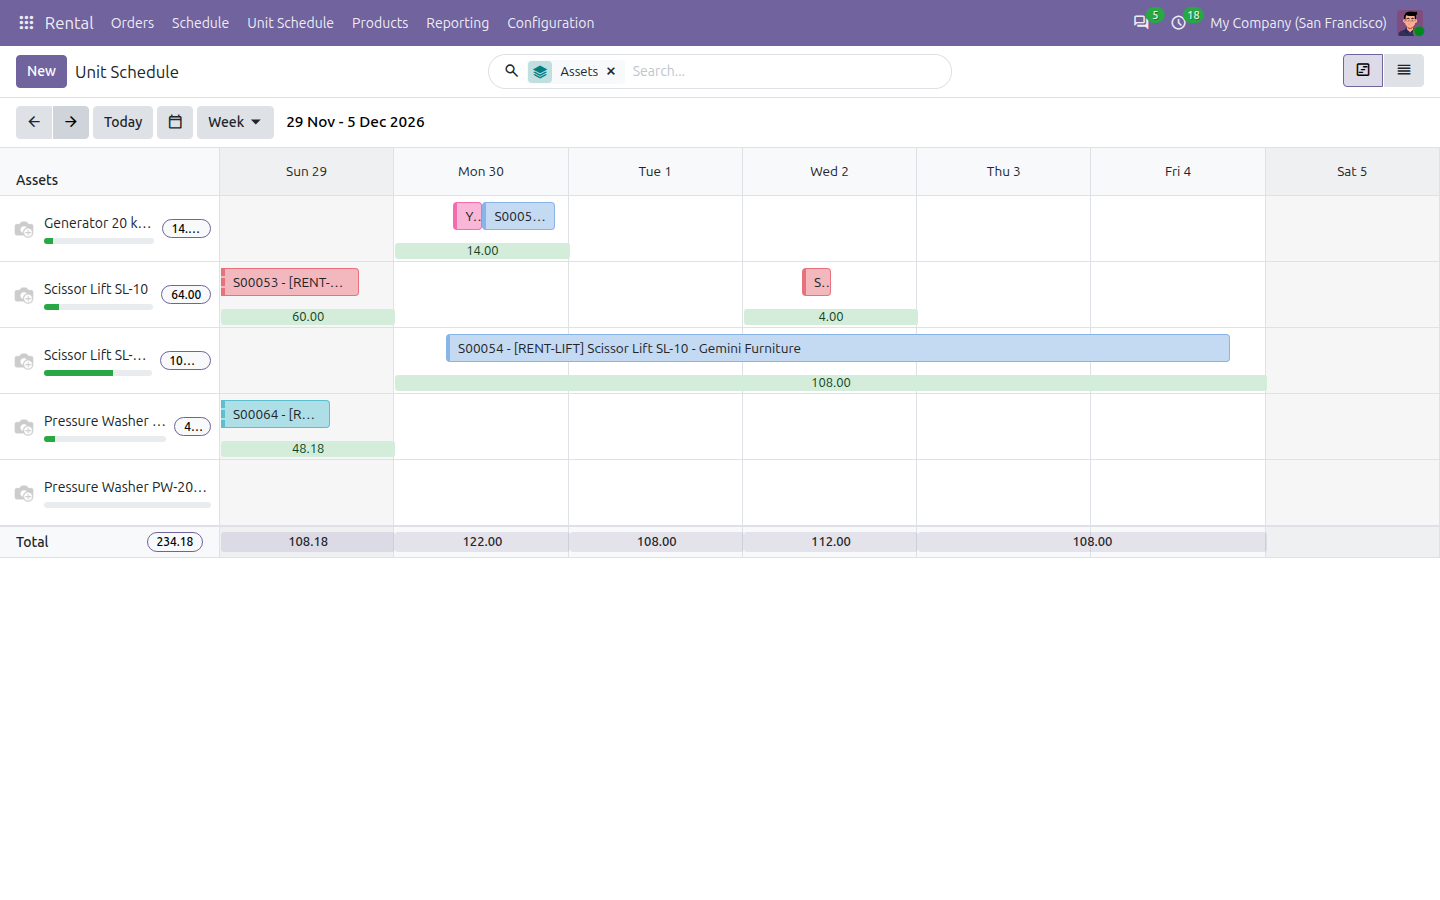 Rental Orders Schedule Unit Schedule Products Reporting Configuration 5 18 My Company (San Francisco)
New Unit Schedule Assets Search...
Today Week 29 Nov - 5 Dec 2026
Assets Sun 29 Mon 30 Tue 1 Wed 2 Thu 3 Fri 4 Sat 5
Generator 20 k... 14.... Y... S0005...
14.00
Scissor Lift SL-10 64.00 S00053 - [RENT-... S...
60.00 4.00
Scissor Lift SL-... 10... S00054 - [RENT-LIFT] Scissor Lift SL-10 - Gemini Furniture
108.00
Pressure Washer ... 4... S00064 - [R...
48.18
Pressure Washer PW-20...
Total 234.18 108.18 122.00 108.00 112.00 108.00